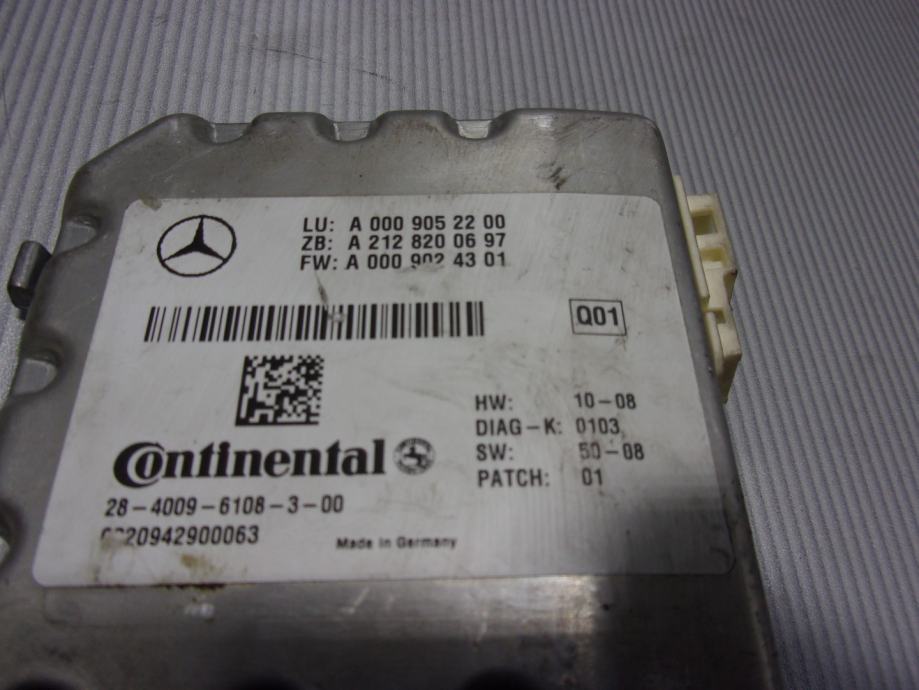 LU: A 000 905 22 00
ZB: A 212 820 06 97
FW: A 000 902 43 01
Q01
HW: 10-08
DIAG-K: 0103
SW: 50-08
PATCH: 01
Continental
28-4009-6108-3-00
Made in Germany